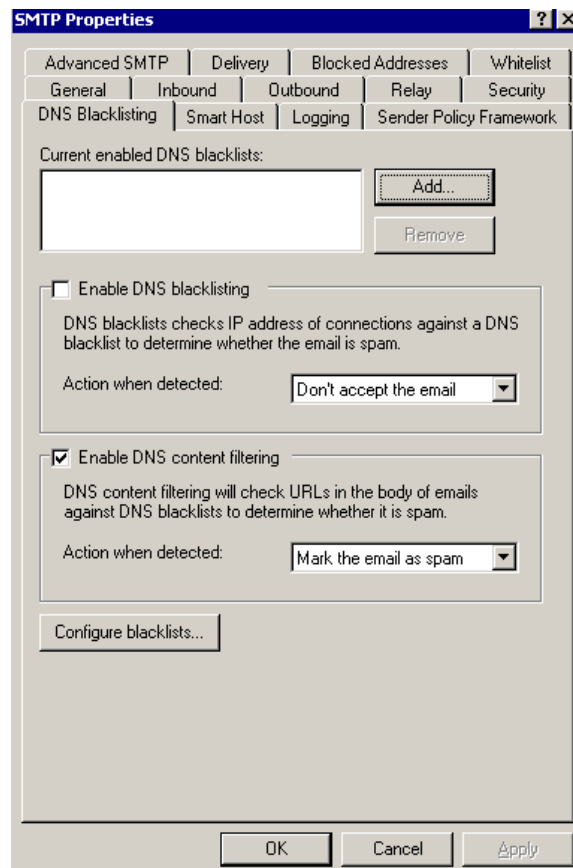 SMTP Properties
Advanced SMTP Delivery Blocked Addresses Whitelist
General Inbound Outbound Relay Security
DNS Blacklisting Smart Host Logging Sender Policy Framework
Current enabled DNS blacklists:
Add...
Remove
Enable DNS blacklisting
DNS blacklists checks IP address of connections against a DNS
blacklist to determine whether the email is spam.
Action when detected: Don't accept the email
Enable DNS content filtering
DNS content filtering will check URLs in the body of emails
against DNS blacklists to determine whether it is spam.
Action when detected: Mark the email as spam
Configure blacklists...
OK Cancel Apply